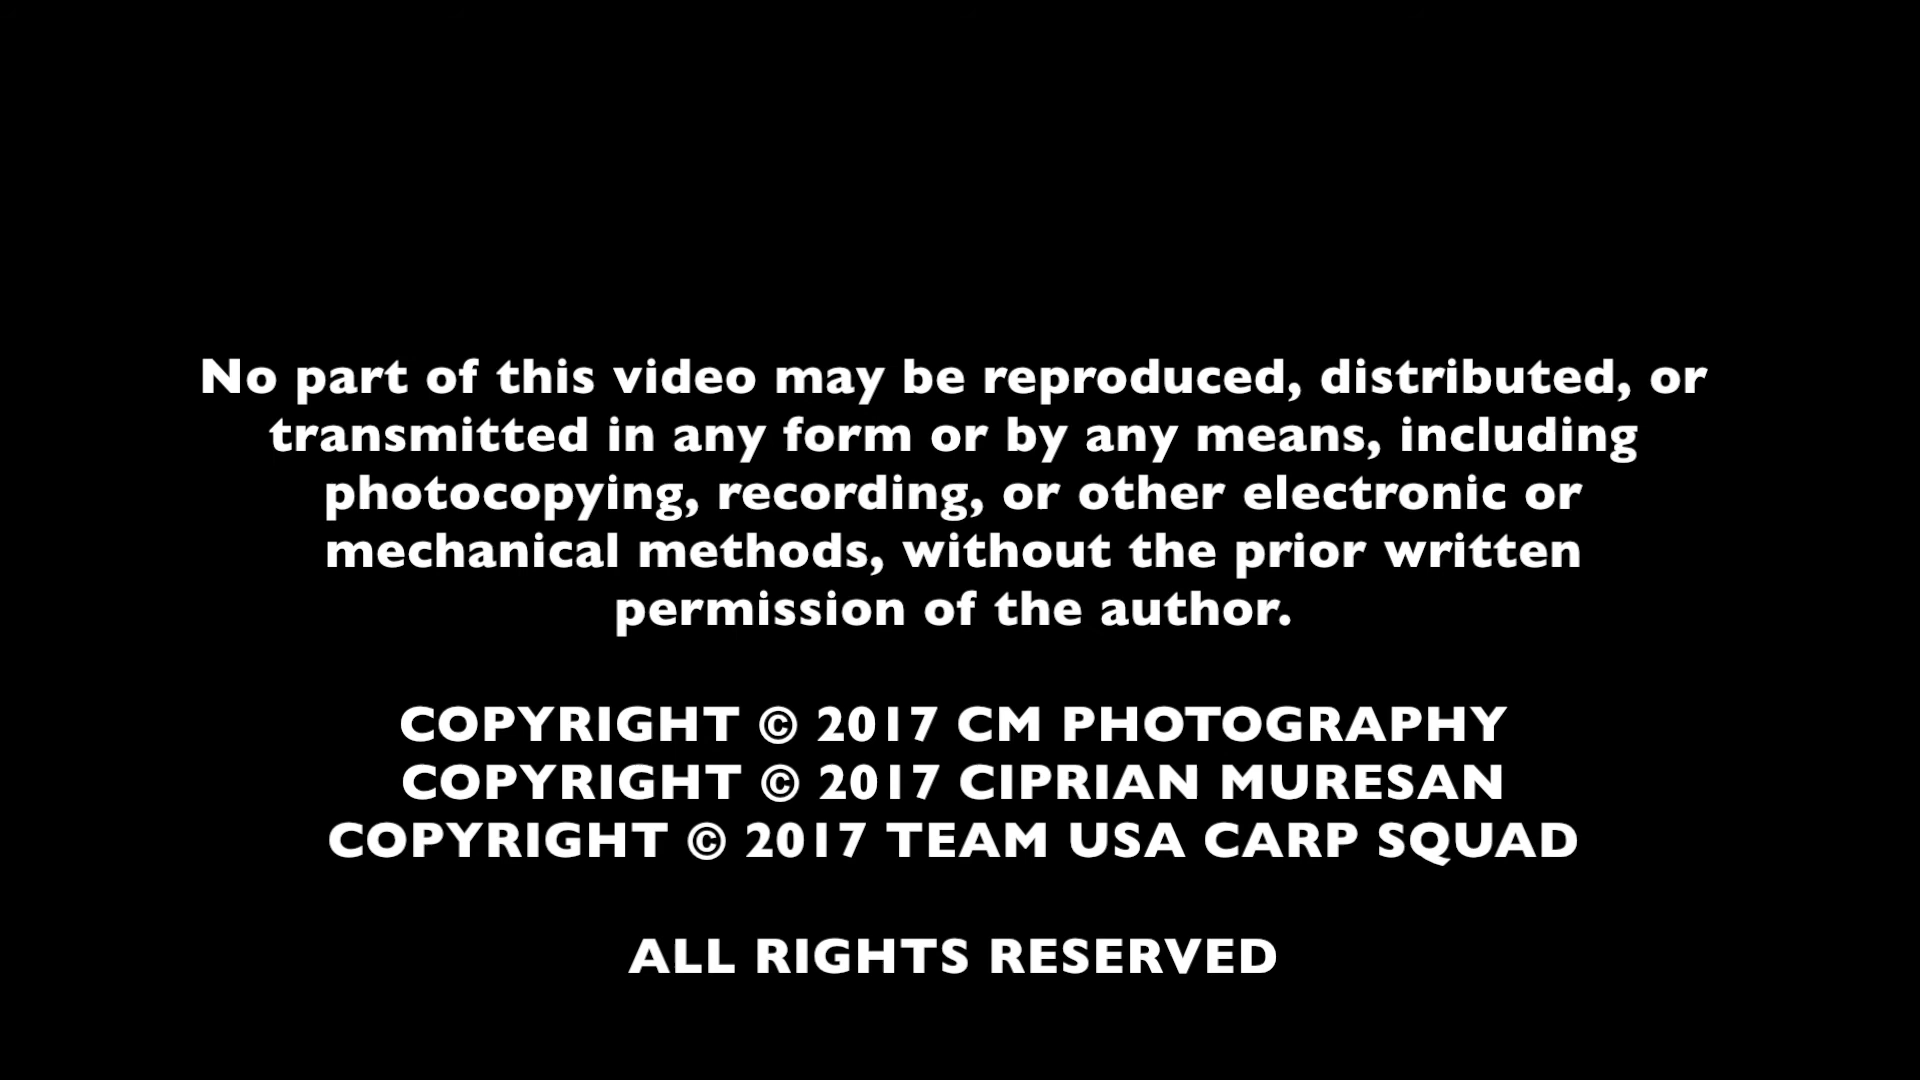 No part of this video may be reproduced, distributed, or
transmitted in any form or by any means, including
photocopying, recording, or other electronic or
mechanical methods, without the prior written
permission of the author.
COPYRIGHT © 2017 CM PHOTOGRAPHY
COPYRIGHT © 2017 CIPRIAN MURESAN
COPYRIGHT © 2017 TEAM USA CARP SQUAD
ALL RIGHTS RESERVED